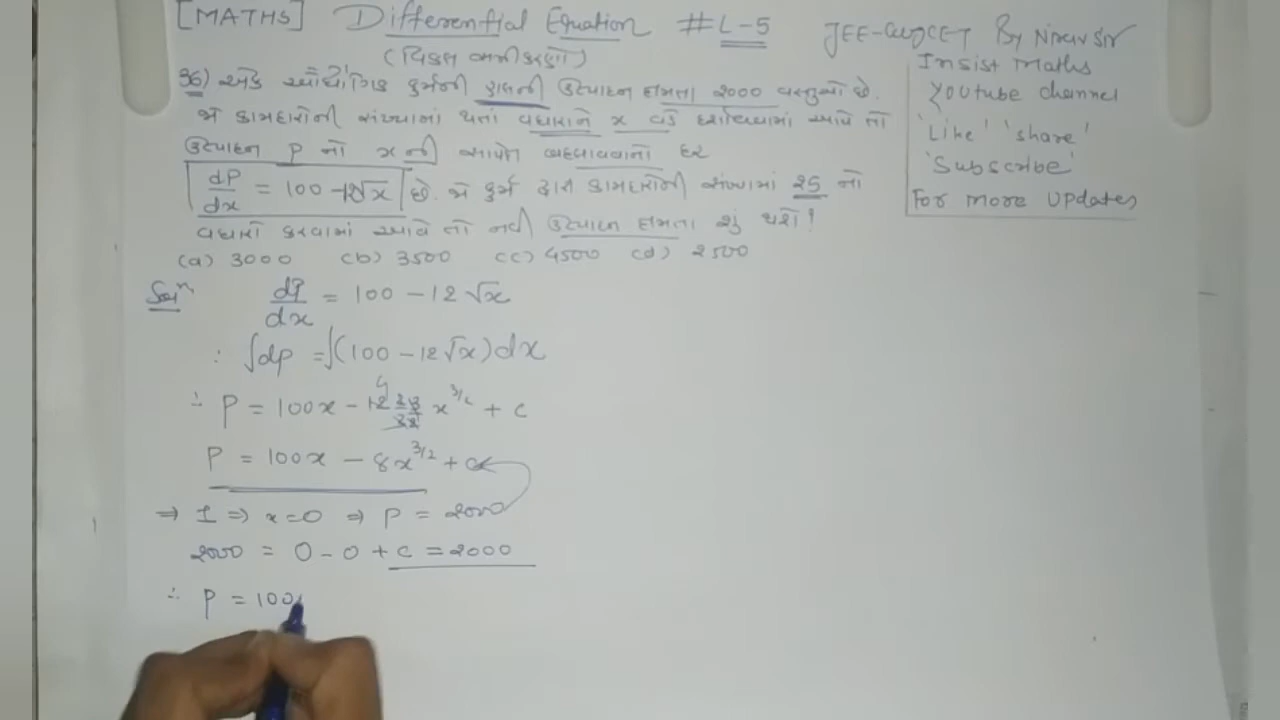 [MATHS] Differential Equation #L-5 JEE-GUJCET By Nirav Sir
(વિકલ સમીકરણો)
Insist Maths
Youtube channel
'Like' 'share'
'Subscribe'
For more Updates
36) એક ઔદ્યોગિક ફર્મની હાલની ઉત્પાદન ક્ષમતા 2000 વસ્તુઓ છે.
જો કામદારોની સંખ્યામાં થતાં વધારાને x વડે દર્શાવવામાં આવે તો
ઉત્પાદન P નો x ની સાપેક્ષ બદલાવવાનો દર
dP/dx = 100 - 12√x છે. જો ફર્મ દ્વારા કામદારોની સંખ્યામાં 25 નો
વધારો કરવામાં આવે તો નવી ઉત્પાદન ક્ષમતા શું થશે!
(a) 3000 (b) 3500 (c) 4500 (d) 2500
Solⁿ dP/dx = 100 - 12√x
∴ ∫dp = ∫(100 - 12√x) dx
∴ P = 100x - 12 x^3/2 + c
P = 100x - 8x^3/2 + c
⇒ 1 ⇒ x = 0 ⇒ P = 2000
2000 = 0 - 0 + c = 2000
∴ P = 100